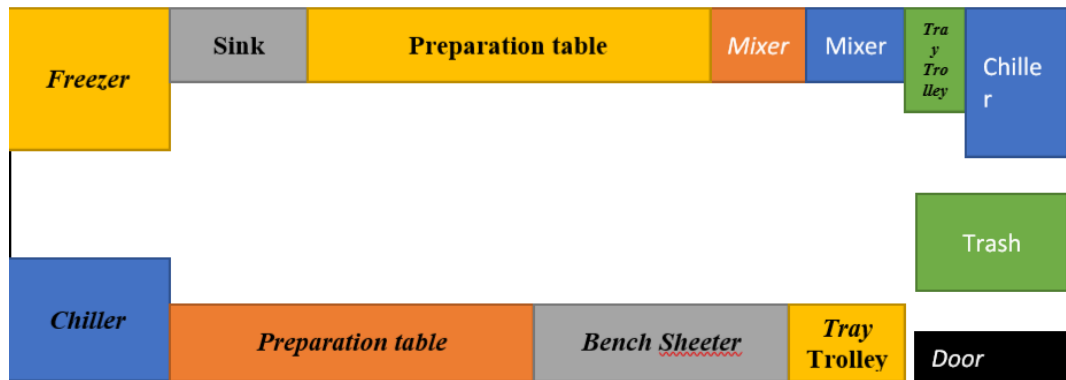 Freezer
Sink
Preparation table
Mixer
Mixer
Tra
y
Tro
lley
Chille
r
Trash
Chiller
Preparation table
Bench Sheeter
Tray
Trolley
Door